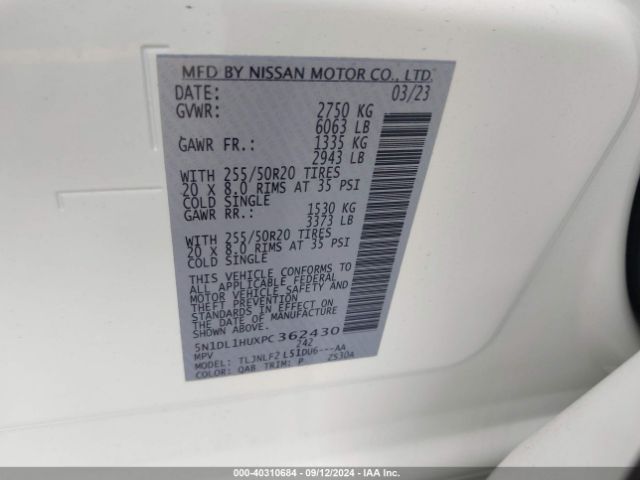 MFD BY NISSAN MOTOR CO., LTD.
DATE: 03/23
GVWR: 2750 KG
6063 LB
GAWR FR.: 1335 KG
2943 LB
WITH 255/50R20 TIRES
20 X 8.0 RIMS AT 35 PSI
COLD SINGLE
GAWR RR.: 1530 KG
3373 LB
WITH 255/50R20 TIRES
20 X 8.0 RIMS AT 35 PSI
COLD SINGLE
THIS VEHICLE CONFORMS TO
ALL APPLICABLE FEDERAL
MOTOR VEHICLE SAFETY AND
THEFT PREVENTION
STANDARDS IN EFFECT ON
THE DATE OF MANUFACTURE
SHOWN ABOVE.
5N1DL1HUXPC362430
MPV 242
MODEL: TLJNLF2 L51DU6---AA
COLOR: QAB TRIM: P ZS30A
000-40310684 - 09/12/2024 - IAA Inc.